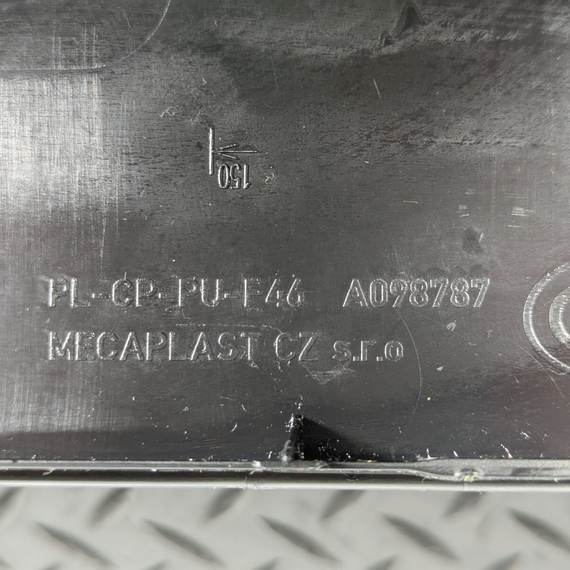 150
PL-CP-PU-F46 A098787
MECAPLAST CZ s.r.o